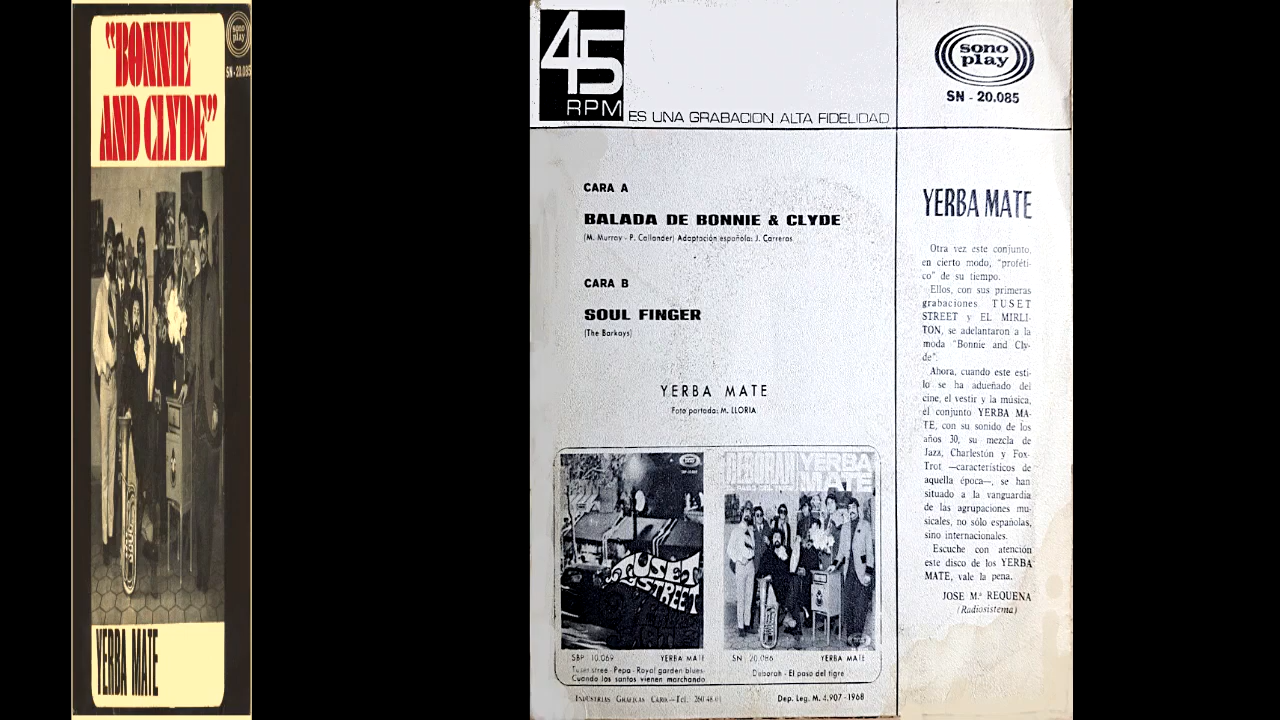 "BONNIE
AND CLYDE"
sono
play
SN-20.085
YERBA MATE
45
RPM
ES UNA GRABACION ALTA FIDELIDAD
sono
play
SN - 20.085
CARA A
BALADA DE BONNIE & CLYDE
(M. Murray - P. Callander) Adaptación española: J. Carreras
CARA B
SOUL FINGER
(The Barkays)
YERBA MATE
Foto portada: M. LLORIA
YERBA
MATE
TUSET
STREET
SBP 10.069 YERBA MATE
Tuset stree - Pepa - Royal garden blues-
Cuando los santos vienen marchando
SN 20.086 YERBA MATE
Deborah - El paso del tigre
INDUSTRIAS GRÁFICAS CARO.—Tel.
Dep. Leg. M. 4.907 - 1968
YERBA MATE
Otra vez este conjunto,
en cierto modo, "proféti-
co" de su tiempo.
Ellos, con sus primeras
grabaciones TUSET
STREET y EL MIRLI-
TON, se adelantaron a la
moda "Bonnie and Cly-
de".
Ahora, cuando este esti-
lo se ha adueñado del
cine, el vestir y la música,
el conjunto YERBA MA-
TE, con su sonido de los
años 30, su mezcla de
Jazz, Charlestón y Fox-
Trot —característicos de
aquella época—, se han
situado a la vanguardia
de las agrupaciones mu-
sicales, no sólo españolas,
sino internacionales.
Escuche con atención
este disco de los YERBA
MATE, vale la pena.
JOSE M.ª REQUENA
(Radiosistema)